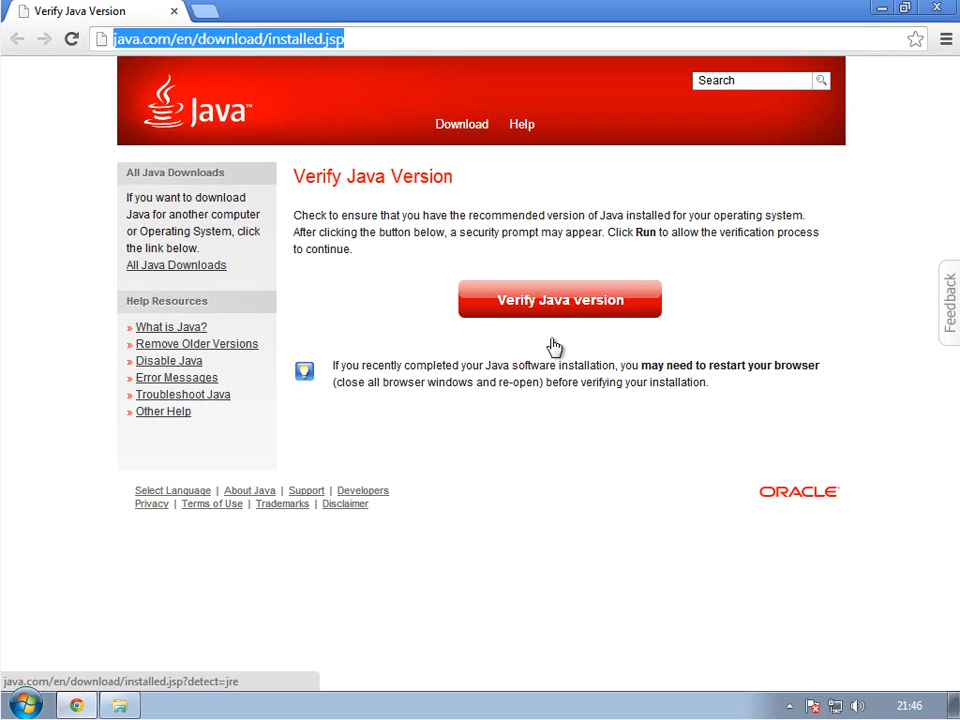 Verify Java Version
java.com/en/download/installed.jsp
Java™
Search
Download Help
All Java Downloads
If you want to download
Java for another computer
or Operating System, click
the link below.
All Java Downloads
Help Resources
» What is Java?
» Remove Older Versions
» Disable Java
» Error Messages
» Troubleshoot Java
» Other Help
Verify Java Version
Check to ensure that you have the recommended version of Java installed for your operating system.
After clicking the button below, a security prompt may appear. Click Run to allow the verification process
to continue.
Verify Java version
If you recently completed your Java software installation, you may need to restart your browser
(close all browser windows and re-open) before verifying your installation.
Feedback
Select Language | About Java | Support | Developers
Privacy | Terms of Use | Trademarks | Disclaimer
ORACLE®
java.com/en/download/installed.jsp?detect=jre
21:46